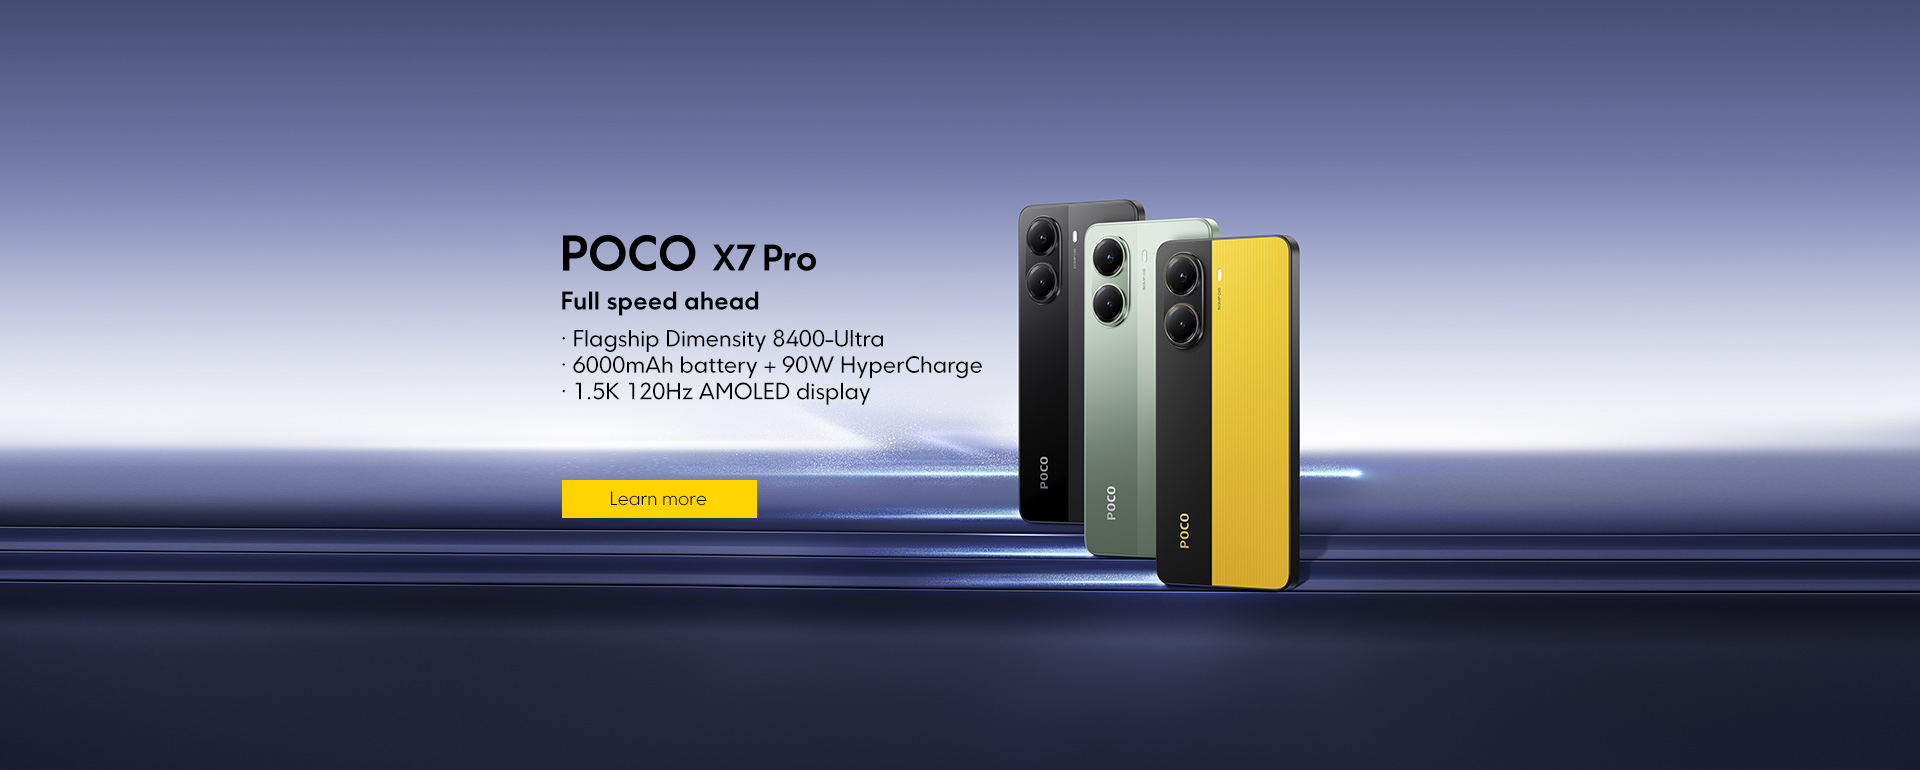 POCO X7 Pro
Full speed ahead
· Flagship Dimensity 8400-Ultra
· 6000mAh battery + 90W HyperCharge
· 1.5K 120Hz AMOLED display
Learn more
POCO
POCO
POCO